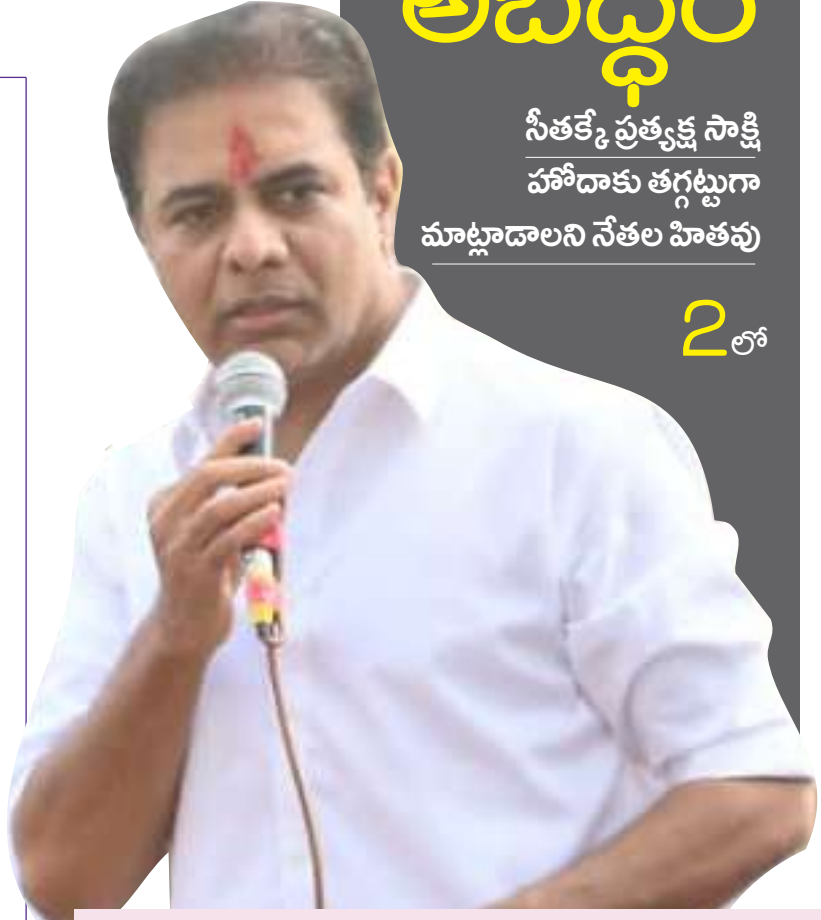 అబద్ధం
సీతక్కే ప్రత్యక్ష సాక్షి
హోదాకు తగ్గట్టుగా
మాట్లాడాలని నేతల హితవు
2లో